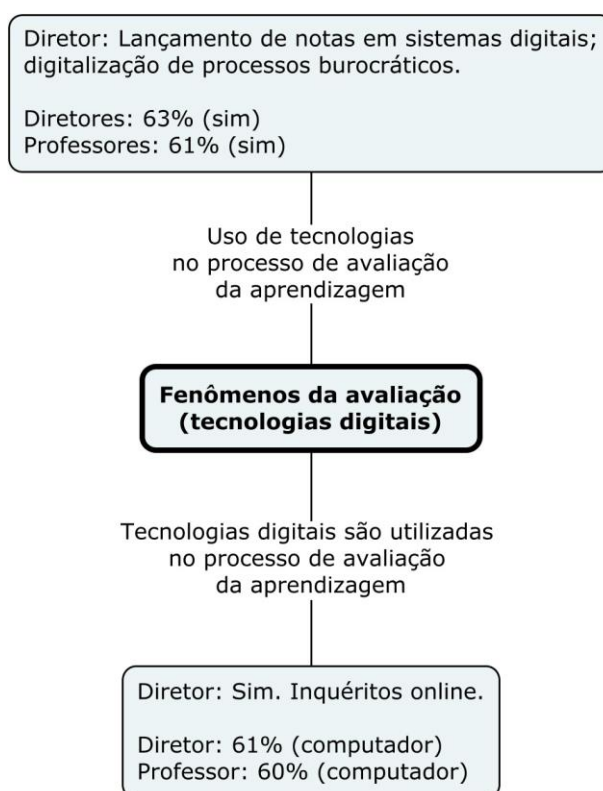 Diretor: Lançamento de notas em sistemas digitais;
digitalização de processos burocráticos.
Diretores: 63% (sim)
Professores: 61% (sim)
Uso de tecnologias
no processo de avaliação
da aprendizagem
Fenômenos da avaliação
(tecnologias digitais)
Tecnologias digitais são utilizadas
no processo de avaliação
da aprendizagem
Diretor: Sim. Inquéritos online.
Diretor: 61% (computador)
Professor: 60% (computador)